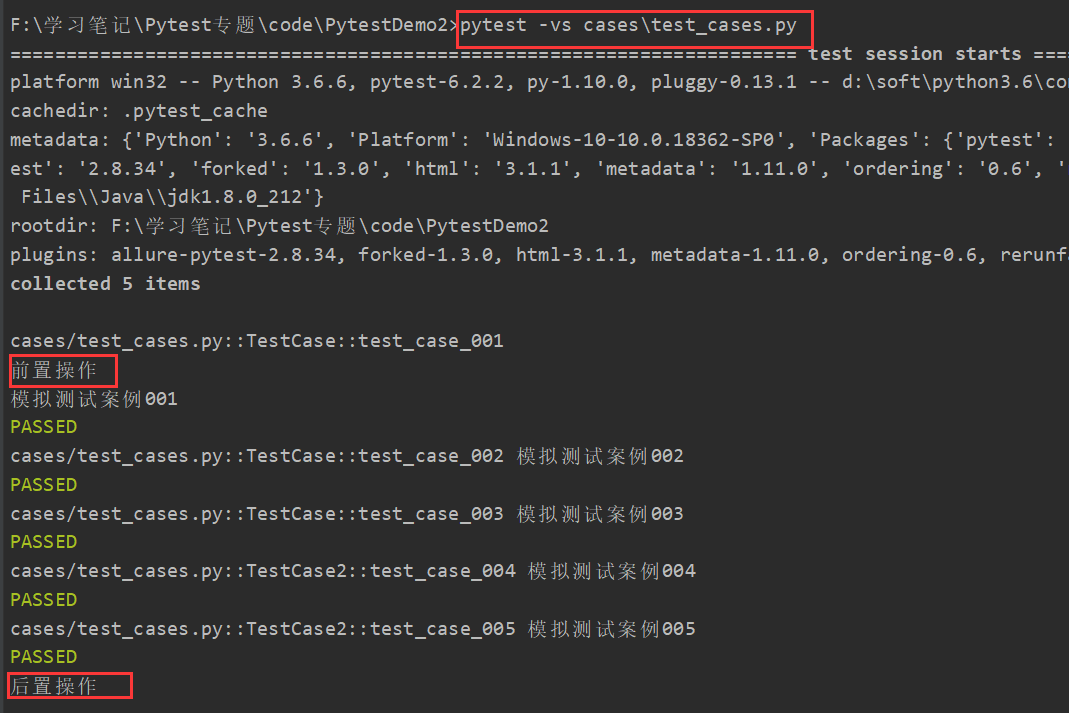 F:\学习笔记\Pytest专题\code\PytestDemo2>pytest -vs cases\test_cases.py
======================================================================= test session starts ====
platform win32 -- Python 3.6.6, pytest-6.2.2, py-1.10.0, pluggy-0.13.1 -- d:\soft\python3.6\co
cachedir: .pytest_cache
metadata: {'Python': '3.6.6', 'Platform': 'Windows-10-10.0.18362-SP0', 'Packages': {'pytest':
est': '2.8.34', 'forked': '1.3.0', 'html': '3.1.1', 'metadata': '1.11.0', 'ordering': '0.6', '
Files\\Java\\jdk1.8.0_212'}
rootdir: F:\学习笔记\Pytest专题\code\PytestDemo2
plugins: allure-pytest-2.8.34, forked-1.3.0, html-3.1.1, metadata-1.11.0, ordering-0.6, rerunf
collected 5 items
cases/test_cases.py::TestCase::test_case_001
前置操作
模拟测试案例001
PASSED
cases/test_cases.py::TestCase::test_case_002 模拟测试案例002
PASSED
cases/test_cases.py::TestCase::test_case_003 模拟测试案例003
PASSED
cases/test_cases.py::TestCase2::test_case_004 模拟测试案例004
PASSED
cases/test_cases.py::TestCase2::test_case_005 模拟测试案例005
PASSED
后置操作